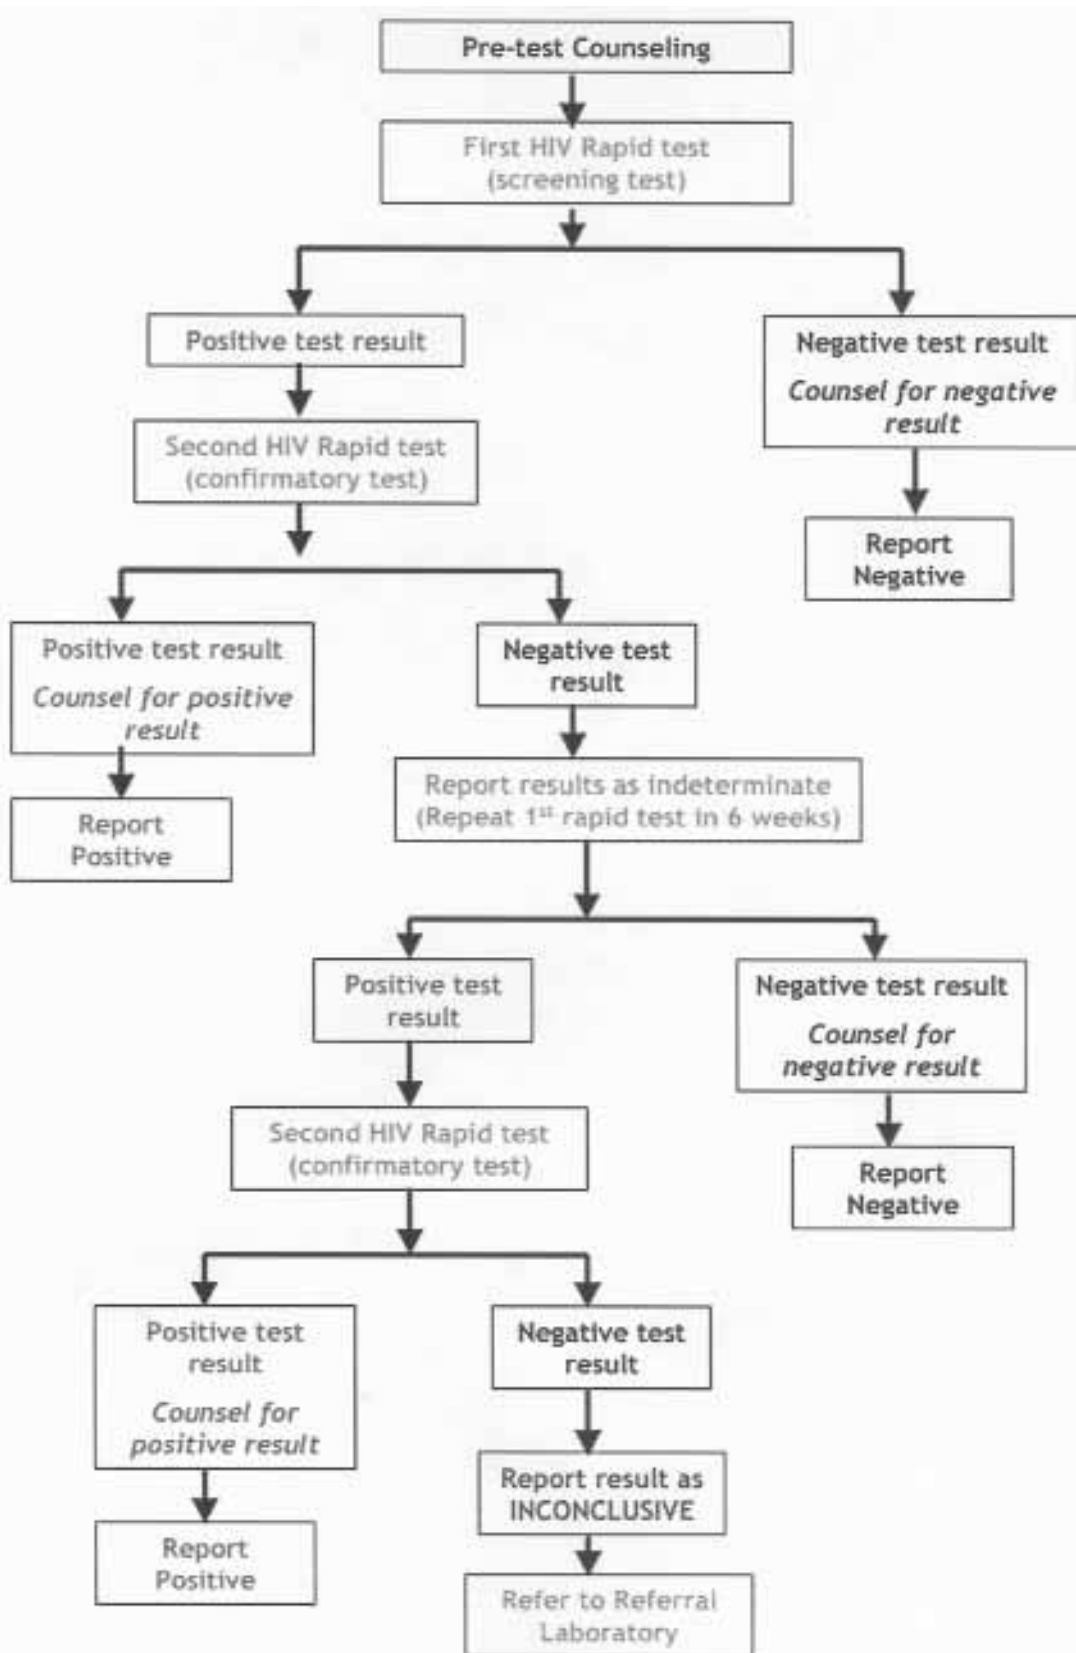 Pre-test Counseling
First HIV Rapid test
(screening test)
Positive test result
Negative test result
Counsel for negative
result
Second HIV Rapid test
(confirmatory test)
Report
Negative
Positive test result
Counsel for positive
result
Negative test
result
Report
Positive
Report results as indeterminate
(Repeat 1st rapid test in 6 weeks)
Positive test
result
Negative test result
Counsel for
negative result
Second HIV Rapid test
(confirmatory test)
Report
Negative
Positive test
result
Counsel for
positive result
Negative test
result
Report result as
INCONCLUSIVE
Report
Positive
Refer to Referral
Laboratory